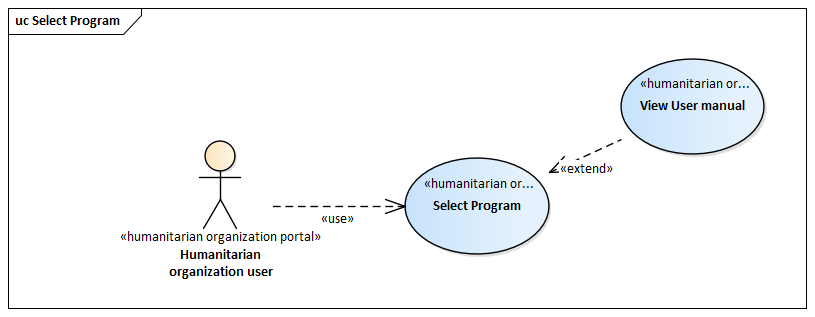 uc Select Program
«humanitarian or...
View User manual
«extend»
«humanitarian or...
Select Program
«use»
«humanitarian organization portal»
Humanitarian
organization user